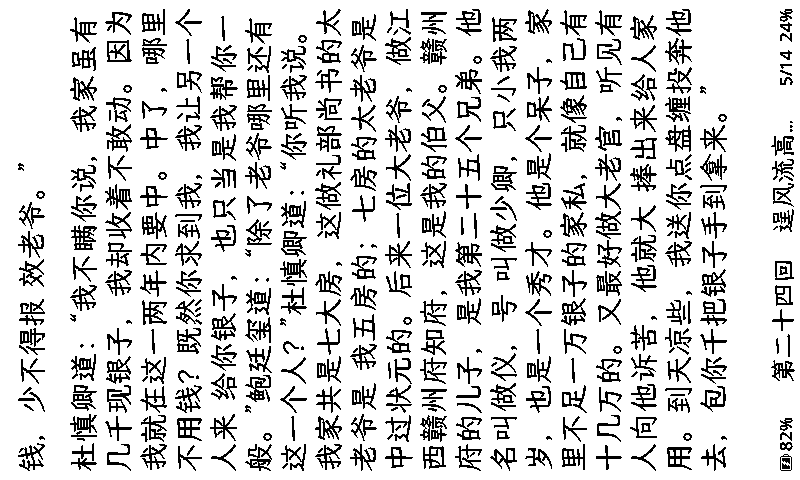 钱，少不得报 效老爷。”
杜慎卿道：“我不瞒你说，我家虽有
几千现银子，我却收着不敢动。因为
我就在这一两年内要中。中了，哪里
不用钱？既然你求到我，我让另一个
人来 给你银子，也只当是我帮你一
般。”鲍廷玺道：“除了老爷哪里还有
这一个人？”杜慎卿道：“你听我说。
我家共是七大房，这做礼部尚书的太
老爷是 我五房的；七房的太老爷是
中过状元的。后来一位大老爷，做江
西赣州府知府，这是我的伯父。赣州
府的儿子，是我第二十五个兄弟。他
名叫做仪，号 叫做少卿，只小我两
岁，也是一个秀才。他是个呆子，家
里不足一万银子的家私，就像自己有
十几万的。又最好做大老官，听见有
人向他诉苦，他就大 捧出来给人家
用。到天凉些，我送你点盘缠投奔他
去，包你千把银子手到拿来。”
82% 第二十四回 逞风流高… 5/14 24%